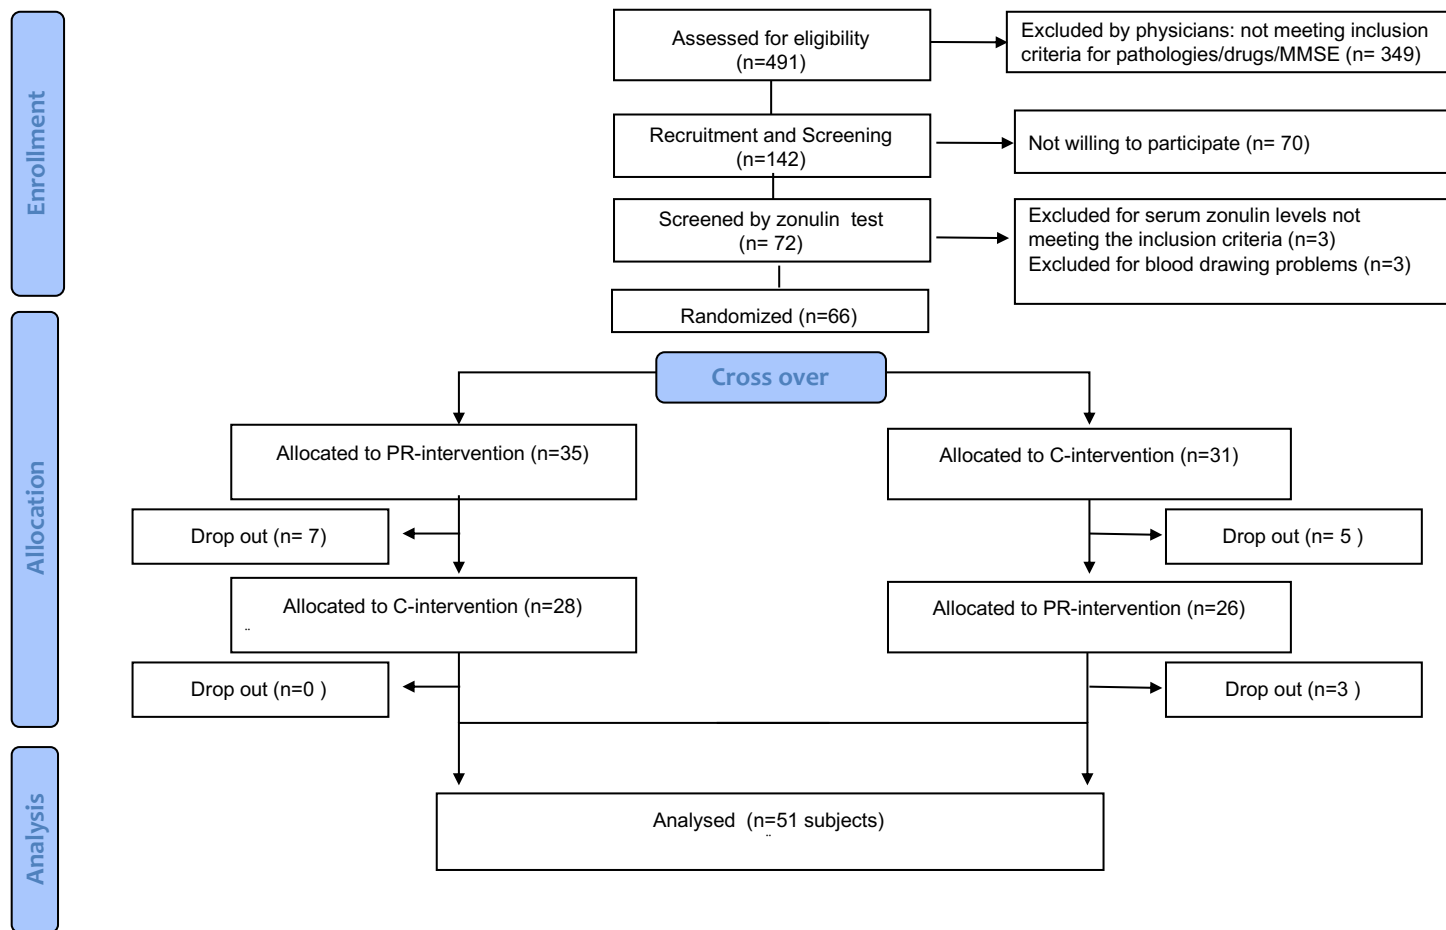 Enrollment
Assessed for eligibility
(n=491)
Excluded by physicians: not meeting inclusion
criteria for pathologies/drugs/MMSE (n= 349)
Recruitment and Screening
(n=142)
Not willing to participate (n= 70)
Screened by zonulin test
(n= 72)
Excluded for serum zonulin levels not
meeting the inclusion criteria (n=3)
Excluded for blood drawing problems (n=3)
Randomized (n=66)
Allocation
Cross over
Allocated to PR-intervention (n=35)
Allocated to C-intervention (n=31)
Drop out (n= 7)
Drop out (n= 5 )
Allocated to C-intervention (n=28)
¨
Allocated to PR-intervention (n=26)
Drop out (n=0 )
Drop out (n=3 )
Analysis
Analysed (n=51 subjects)
¨